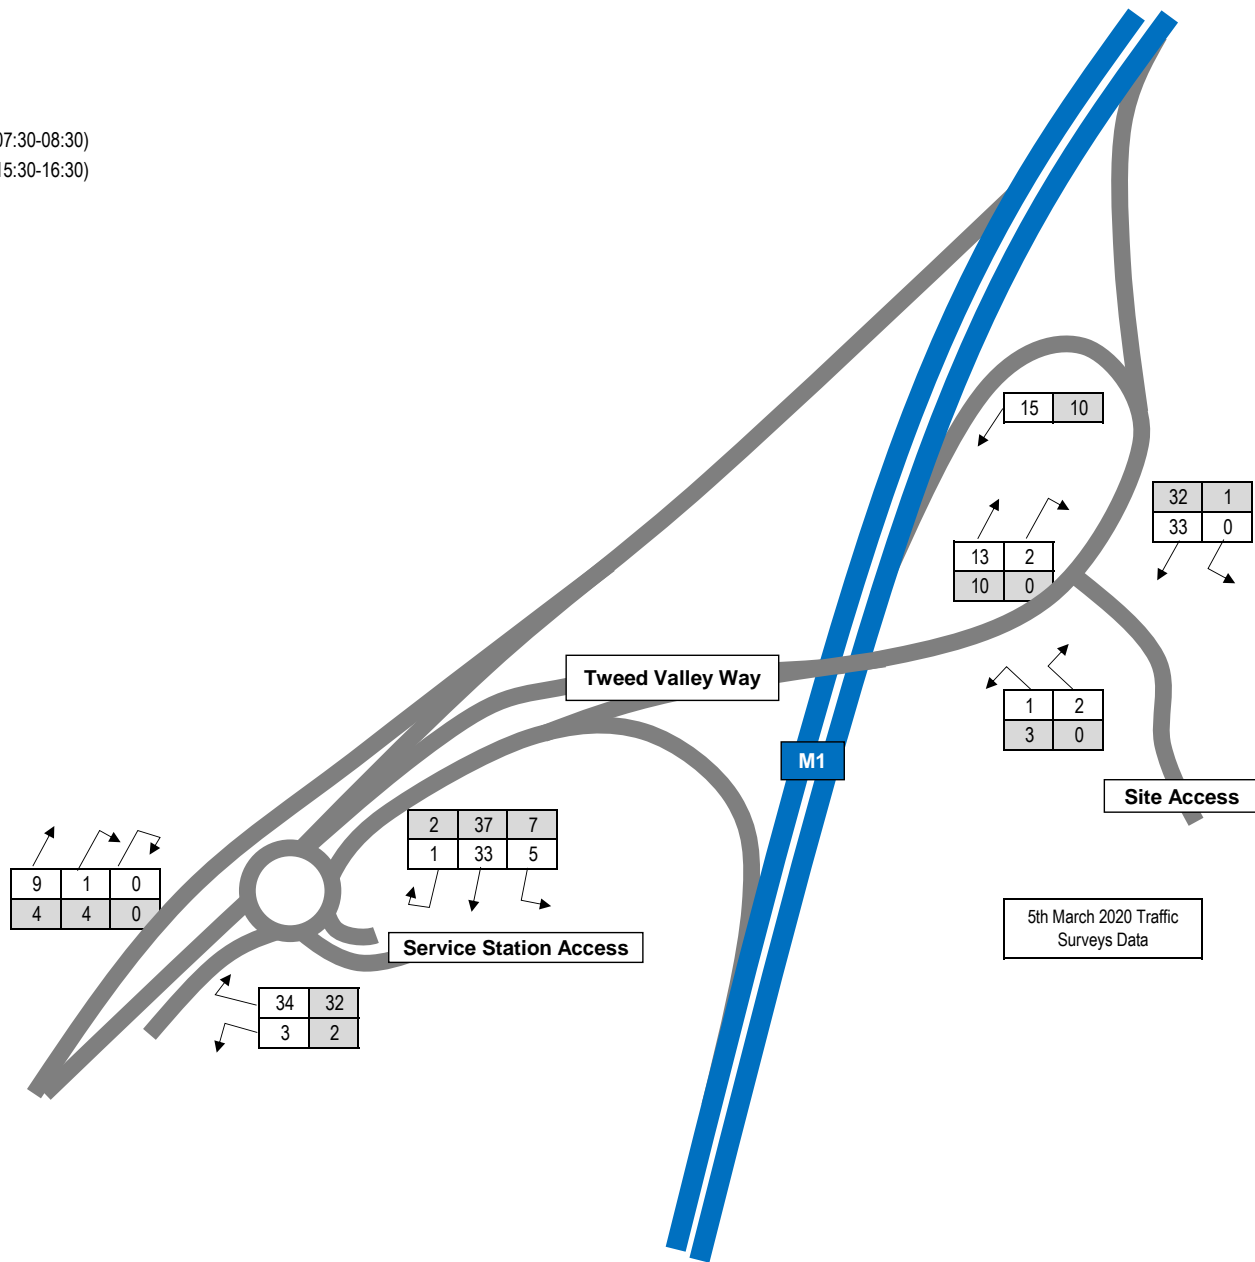 07:30-08:30)
15:30-16:30)
15 10
32 1
33 0
13 2
10 0
Tweed Valley Way
1 2
3 0
M1
Site Access
2 37 7
1 33 5
9 1 0
4 4 0
5th March 2020 Traffic
Surveys Data
Service Station Access
34 32
3 2